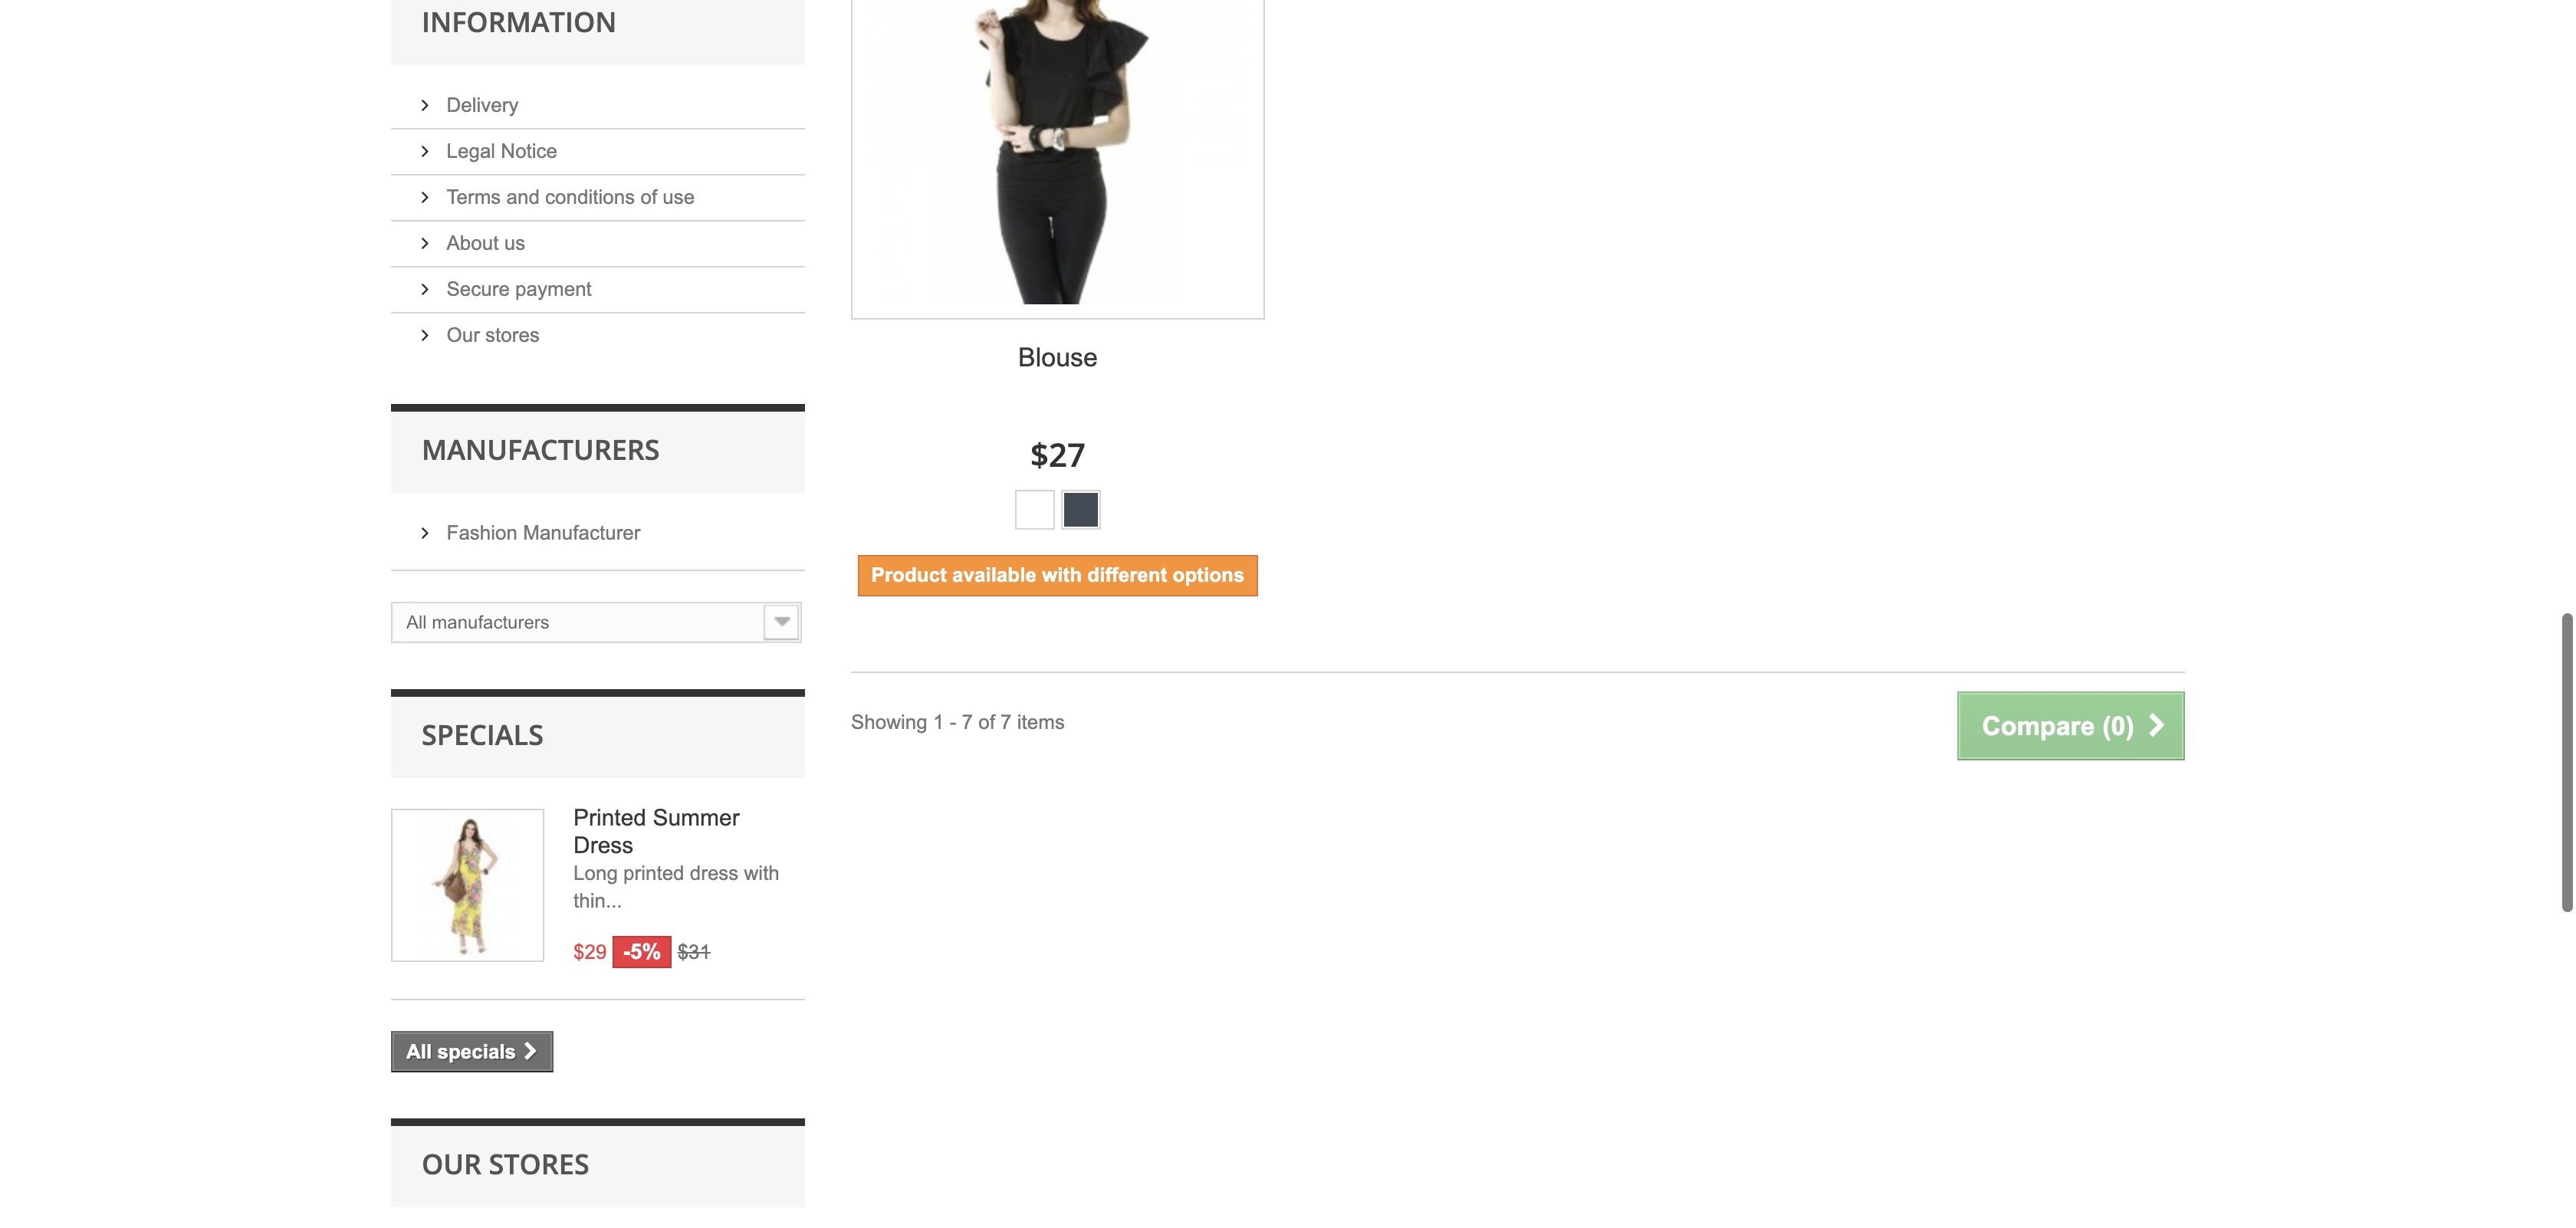 INFORMATION
Delivery
Legal Notice
Terms and conditions of use
About us
Secure payment
Our stores
MANUFACTURERS
Fashion Manufacturer
All manufacturers
SPECIALS
Printed Summer
Dress
Long printed dress with
thin...
$29 -5% $31
All specials
OUR STORES
Blouse
$27
Product available with different options
Showing 1 - 7 of 7 items
Compare (0)